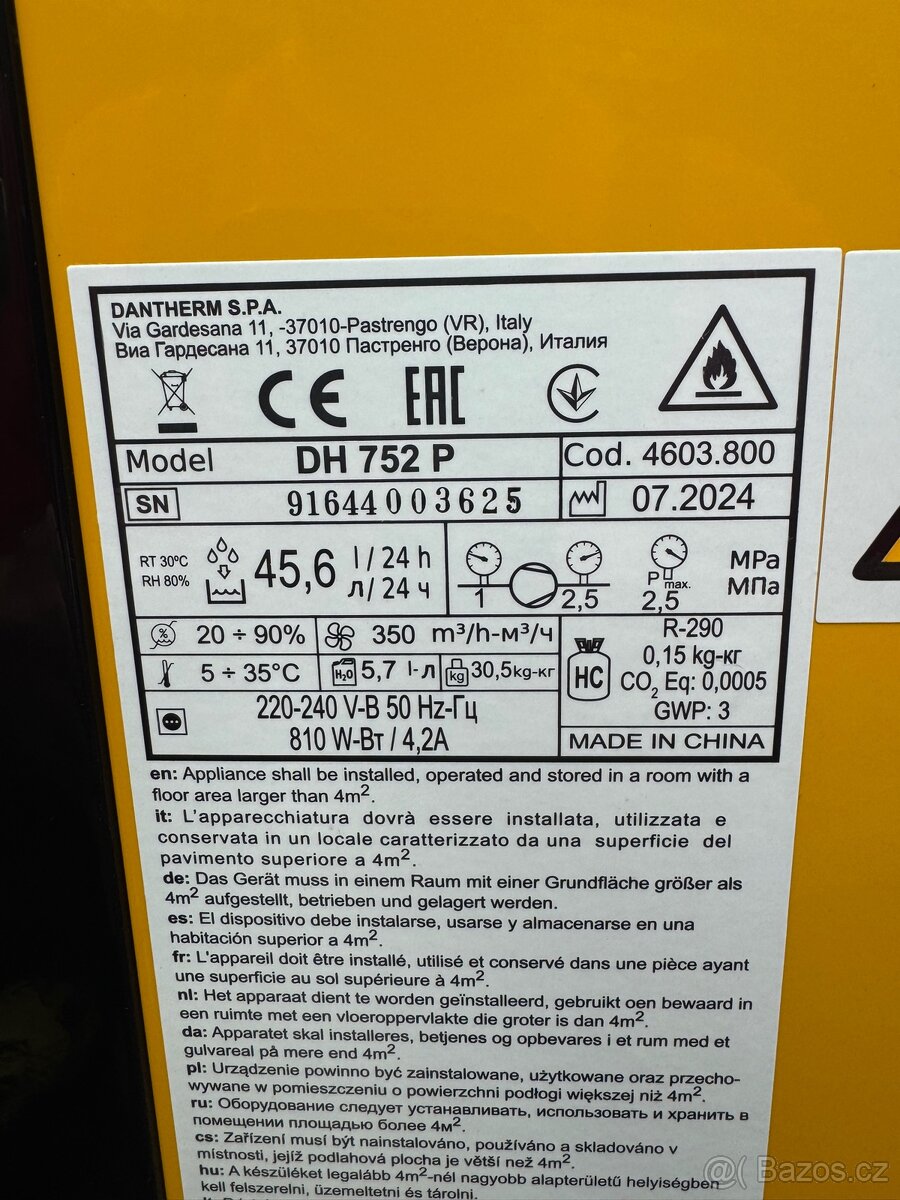 DANTHERM S.P.A.
Via Gardesana 11, -37010-Pastrengo (VR), Italy
Виа Гардесана 11, 37010 Пастренго (Верона), Италия
CE EAC
Model DH 752 P Cod. 4603.800
SN 91644003625 07.2024
RT 30ºC
RH 80%
45,6 l / 24 h
л/ 24 ч
1 2,5 P max. 2,5
MPa
МПа
% 20 ÷ 90% 350 m³/h-м³/ч
5 ÷ 35°C H₂O 5,7 l-л kg 30,5kg-кг
HC
R-290
0,15 kg-кг
CO₂ Eq: 0,0005
GWP: 3
220-240 V-В 50 Hz-Гц
810 W-Вт / 4,2A
MADE IN CHINA
en: Appliance shall be installed, operated and stored in a room with a
floor area larger than 4m².
it: L'apparecchiatura dovrà essere installata, utilizzata e
conservata in un locale caratterizzato da una superficie del
pavimento superiore a 4m².
de: Das Gerät muss in einem Raum mit einer Grundfläche größer als
4m² aufgestellt, betrieben und gelagert werden.
es: El dispositivo debe instalarse, usarse y almacenarse en una
habitación superior a 4m².
fr: L'appareil doit être installé, utilisé et conservé dans une pièce ayant
une superficie au sol supérieure à 4m².
nl: Het apparaat dient te worden geïnstalleerd, gebruikt oen bewaard in
een ruimte met een vloeroppervlakte die groter is dan 4m².
da: Apparatet skal installeres, betjenes og opbevares i et rum med et
gulvareal på mere end 4m².
pl: Urządzenie powinno być zainstalowane, użytkowane oraz przecho-
wywane w pomieszczeniu o powierzchni podłogi większej niż 4m².
ru: Оборудование следует устанавливать, использовать и хранить в
помещении площадью более 4м².
cs: Zařízení musí být nainstalováno, používáno a skladováno v
místnosti, jejíž podlahová plocha je větší než 4m².
hu: A készüléket legalább 4m²-nél nagyobb alapterületű helyiségben
kell felszerelni, üzemeltetni és tárolni.
@ Bazos.cz